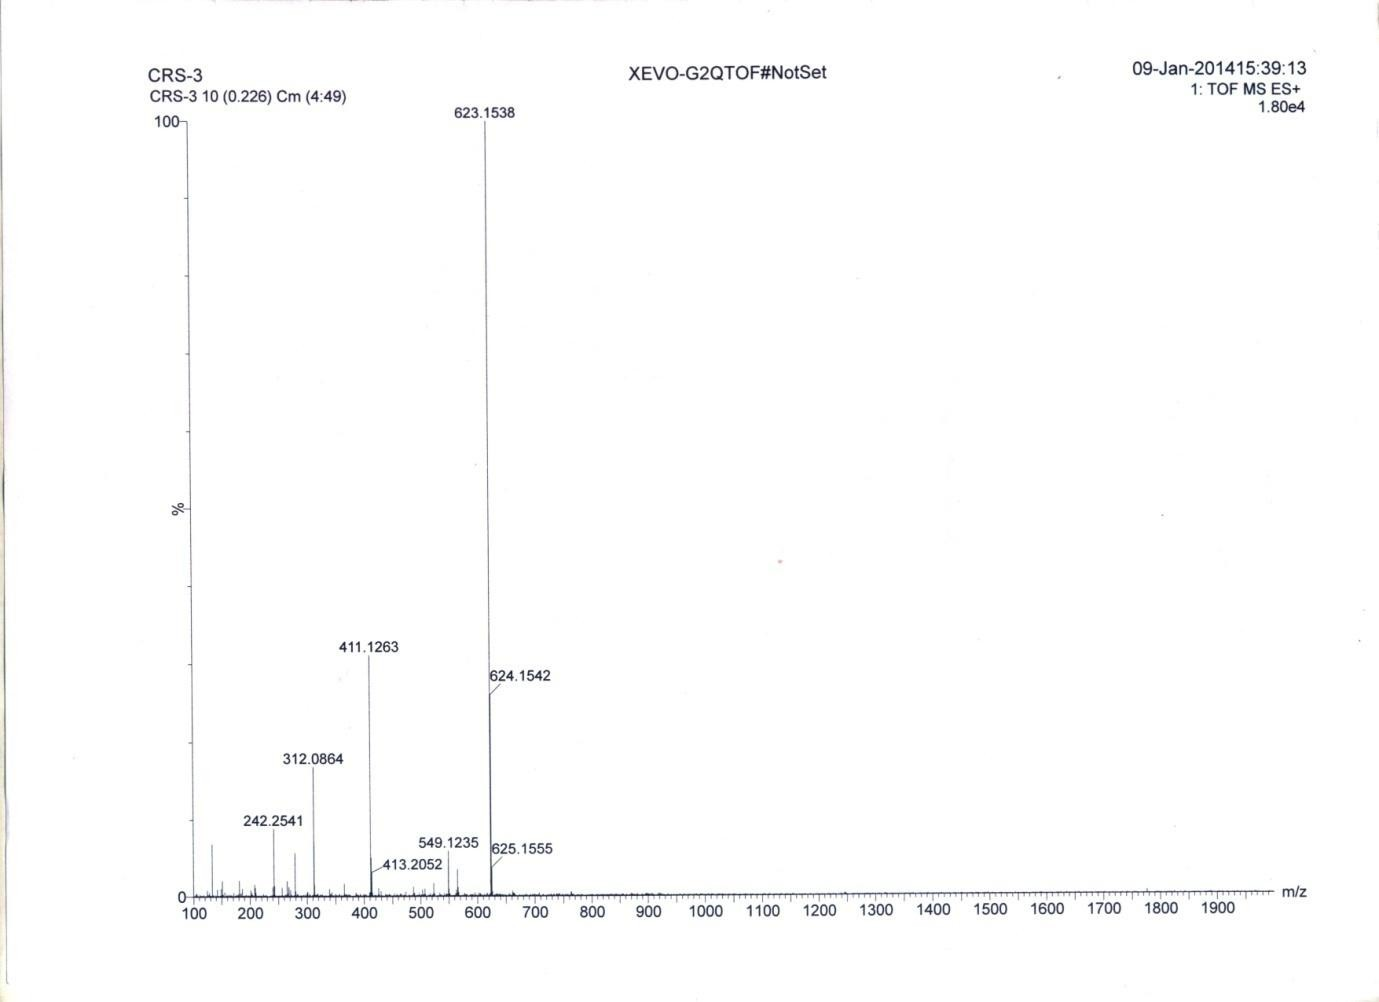 CRS-3
XEVO-G2QTOF#NotSet
09-Jan-201415:39:13
CRS-3 10 (0.226) Cm (4:49)
1: TOF MS ES+
1.80e4
100
623.1538
%
411.1263
624.1542
312.0864
242.2541
549.1235
625.1555
413.2052
0
m/z
100 200 300 400 500 600 700 800 900 1000 1100 1200 1300 1400 1500 1600 1700 1800 1900